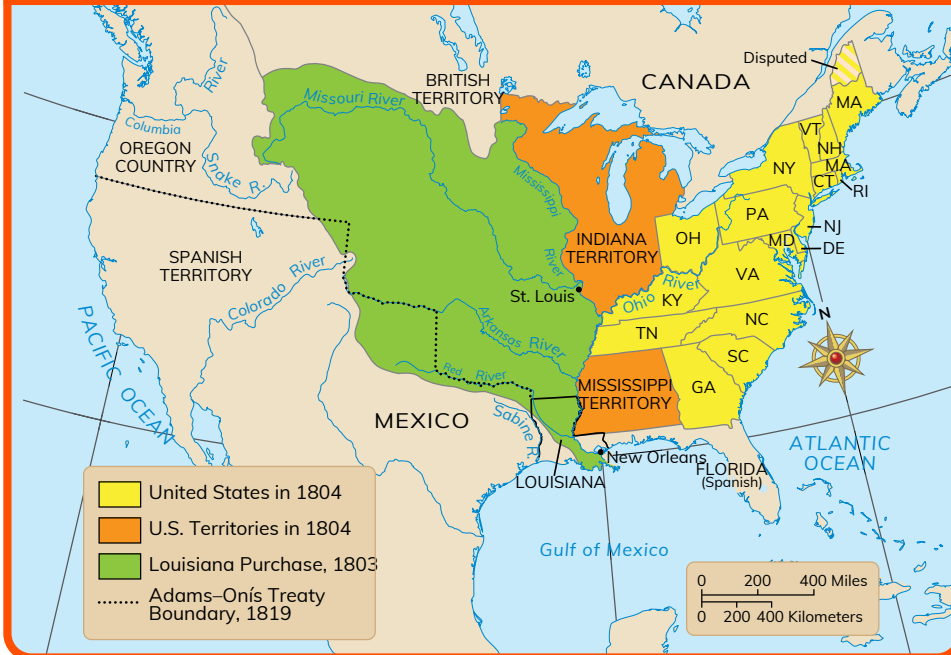 Disputed
CANADA
BRITISH
TERRITORY
MA
VT
NH
MA
NY
CT
RI
PA
NJ
OH
MD
DE
VA
KY
NC
TN
SC
GA
Missouri River
Mississippi
River
River
Columbia
OREGON
COUNTRY
Snake R.
INDIANA
TERRITORY
SPANISH
TERRITORY
Colorado River
St. Louis
Ohio River
Arkansas River
Red River
MISSISSIPPI
TERRITORY
N
PACIFIC OCEAN
MEXICO
Sabine R.
ATLANTIC
OCEAN
New Orleans
LOUISIANA
FLORIDA
(Spanish)
Gulf of Mexico
United States in 1804
U.S. Territories in 1804
Louisiana Purchase, 1803
Adams–Onís Treaty
Boundary, 1819
0 200 400 Miles
0 200 400 Kilometers